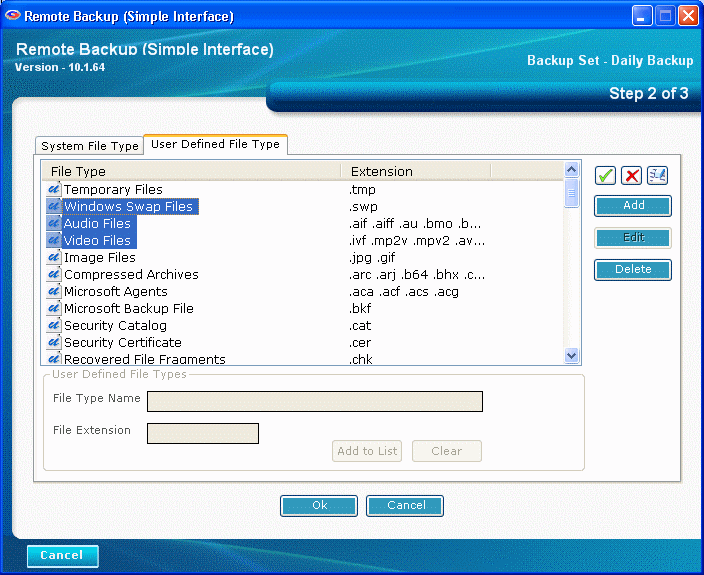 Remote Backup (Simple Interface)
Remote Backup (Simple Interface)
Version - 10.1.64
Backup Set - Daily Backup
Step 2 of 3
System File Type User Defined File Type
File Type Extension
Temporary Files .tmp
Windows Swap Files .swp
Audio Files .aif .aiff .au .bmo .b...
Video Files .ivf .mp2v .mpv2 .av...
Image Files .jpg .gif
Compressed Archives .arc .arj .b64 .bhx .c...
Microsoft Agents .aca .acf .acs .acg
Microsoft Backup File .bkf
Security Catalog .cat
Security Certificate .cer
Recovered File Fragments .chk
Add
Edit
Delete
User Defined File Types
File Type Name
File Extension
Add to List Clear
Ok Cancel
Cancel